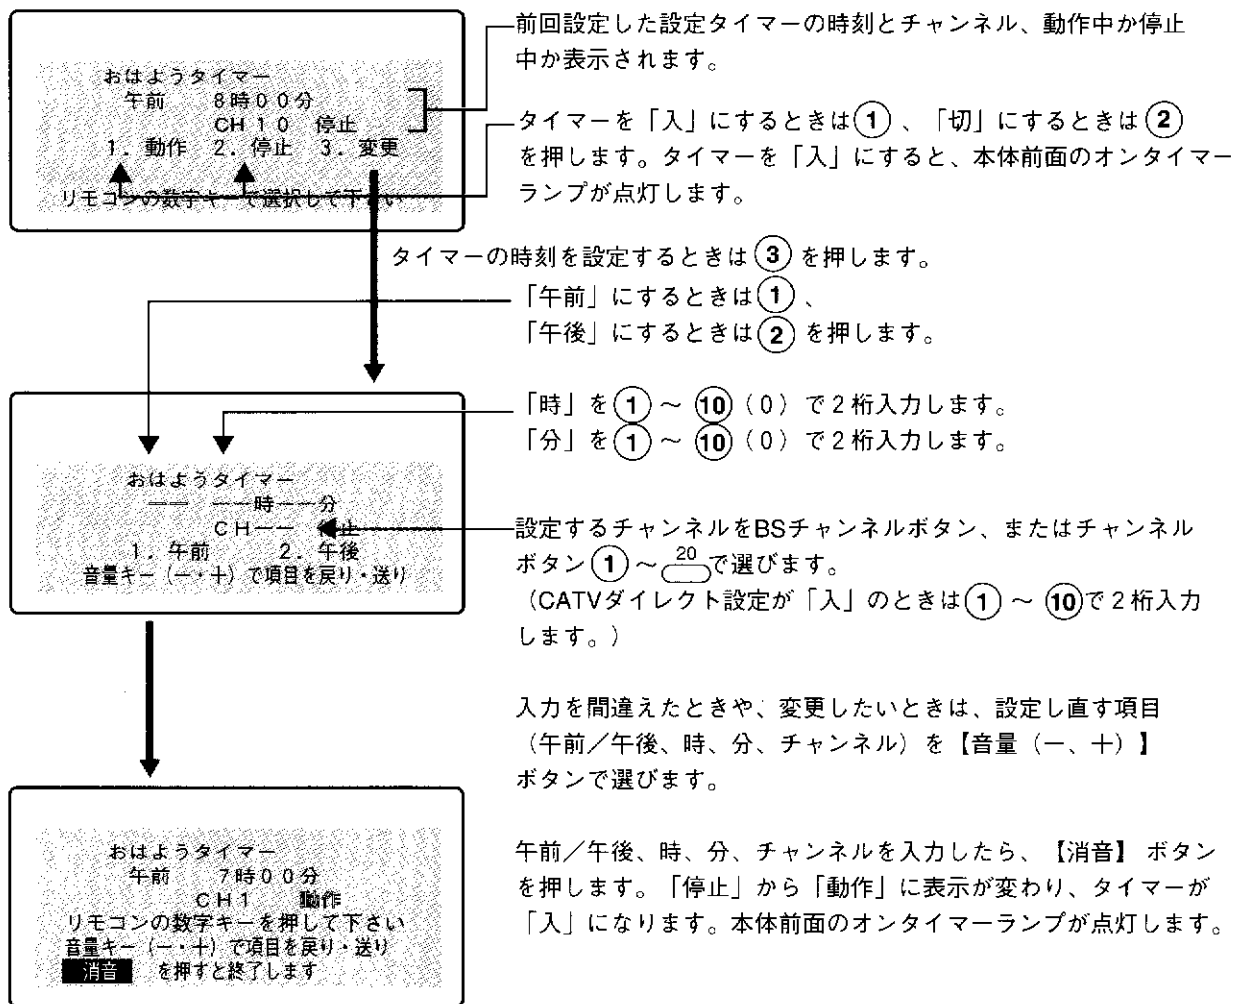 前回設定した設定タイマーの時刻とチャンネル、動作中か停止
中か表示されます。
おはようタイマー
午前 8時００分
CH１０ 停止
１．動作 ２．停止 ３．変更
リモコンの数字キーで選択して下さい
タイマーを「入」にするときは①、「切」にするときは②
を押します。タイマーを「入」にすると、本体前面のオンタイマー
ランプが点灯します。
タイマーの時刻を設定するときは③を押します。
「午前」にするときは①、
「午後」にするときは②を押します。
「時」を①～⑩（０）で２桁入力します。
「分」を①～⑩（０）で２桁入力します。
おはようタイマー
－－ －－時－－分
CH－－ 停止
１．午前 ２．午後
音量キー（－・＋）で項目を戻り・送り
設定するチャンネルをBSチャンネルボタン、またはチャンネル
ボタン①～20で選びます。
（CATVダイレクト設定が「入」のときは①～⑩で２桁入力
します。）
入力を間違えたときや、変更したいときは、設定し直す項目
（午前／午後、時、分、チャンネル）を【音量（－、＋）】
ボタンで選びます。
おはようタイマー
午前 7時００分
CH１ 動作
リモコンの数字キーを押して下さい
音量キー（－・＋）で項目を戻り・送り
消音 を押すと終了します
午前／午後、時、分、チャンネルを入力したら、【消音】ボタン
を押します。「停止」から「動作」に表示が変わり、タイマーが
「入」になります。本体前面のオンタイマーランプが点灯します。